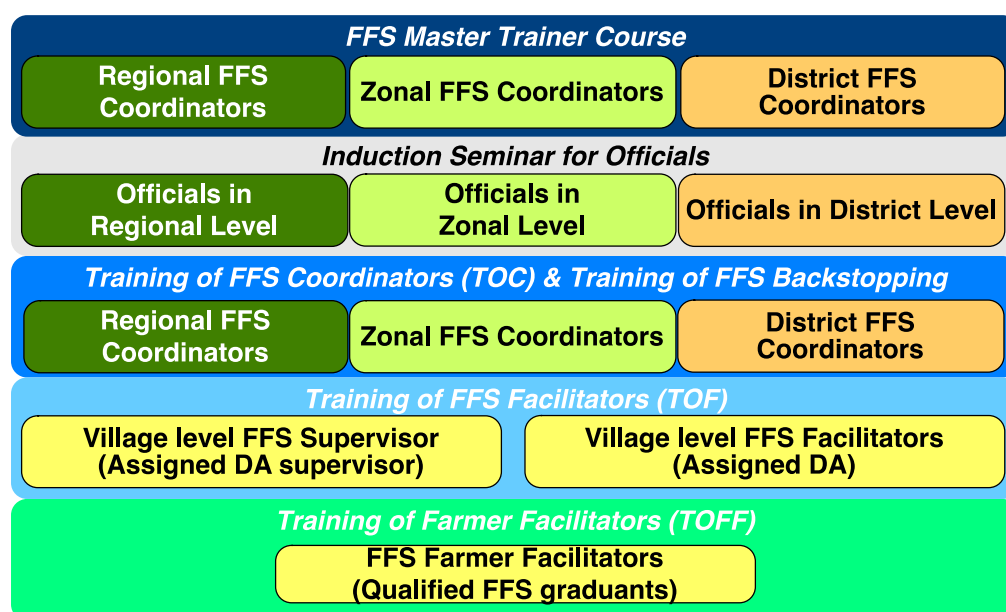 FFS Master Trainer Course
Regional FFS
Coordinators
Zonal FFS Coordinators
District FFS
Coordinators
Induction Seminar for Officials
Officials in
Regional Level
Officials in
Zonal Level
Officials in District Level
Training of FFS Coordinators (TOC) & Training of FFS Backstopping
Regional FFS
Coordinators
Zonal FFS Coordinators
District FFS
Coordinators
Training of FFS Facilitators (TOF)
Village level FFS Supervisor
(Assigned DA supervisor)
Village level FFS Facilitators
(Assigned DA)
Training of Farmer Facilitators (TOFF)
FFS Farmer Facilitators
(Qualified FFS graduants)